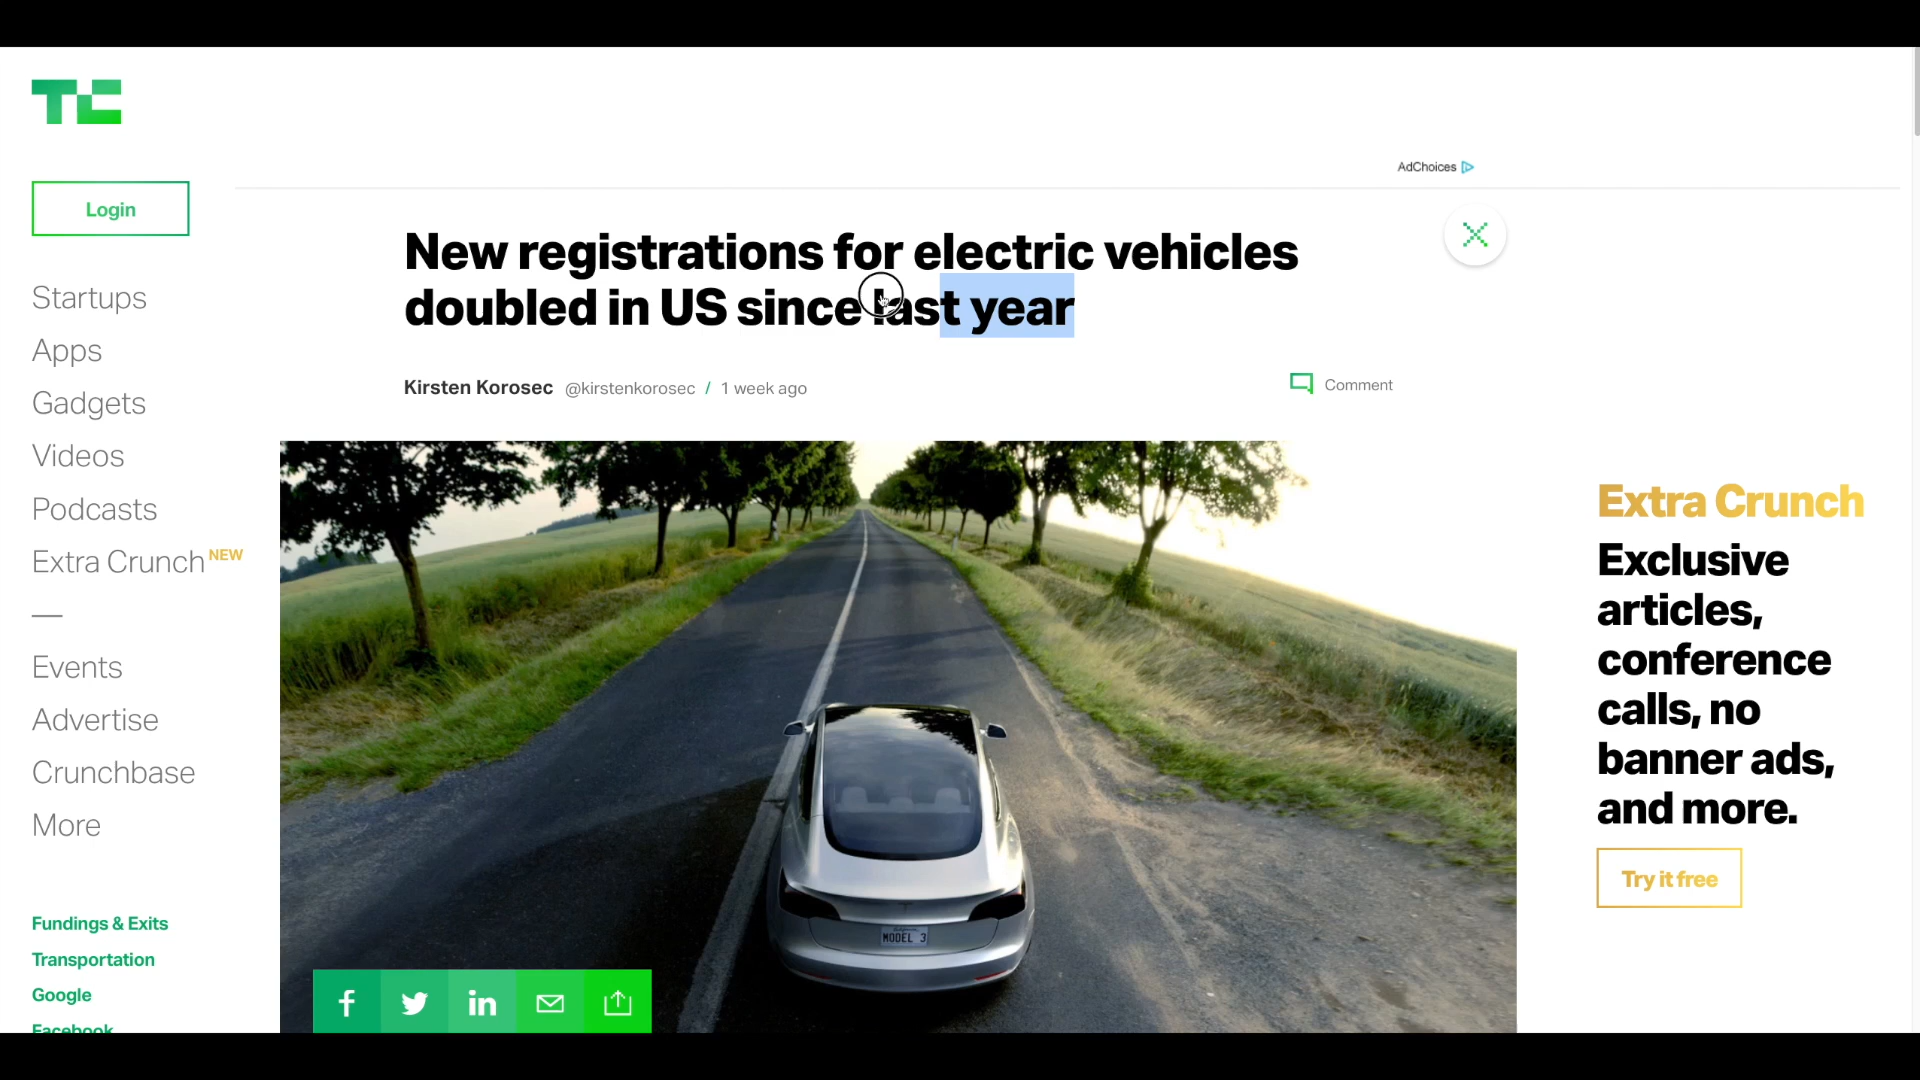 TC
AdChoices
Login
New registrations for electric vehicles
doubled in US since last year
Kirsten Korosec @kirstenkorosec / 1 week ago
Comment
Startups
Apps
Gadgets
Videos
Podcasts
Extra Crunch NEW
Events
Advertise
Crunchbase
More
Fundings & Exits
Transportation
Google
Facebook
MODEL 3
Extra Crunch
Exclusive
articles,
conference
calls, no
banner ads,
and more.
Try it free